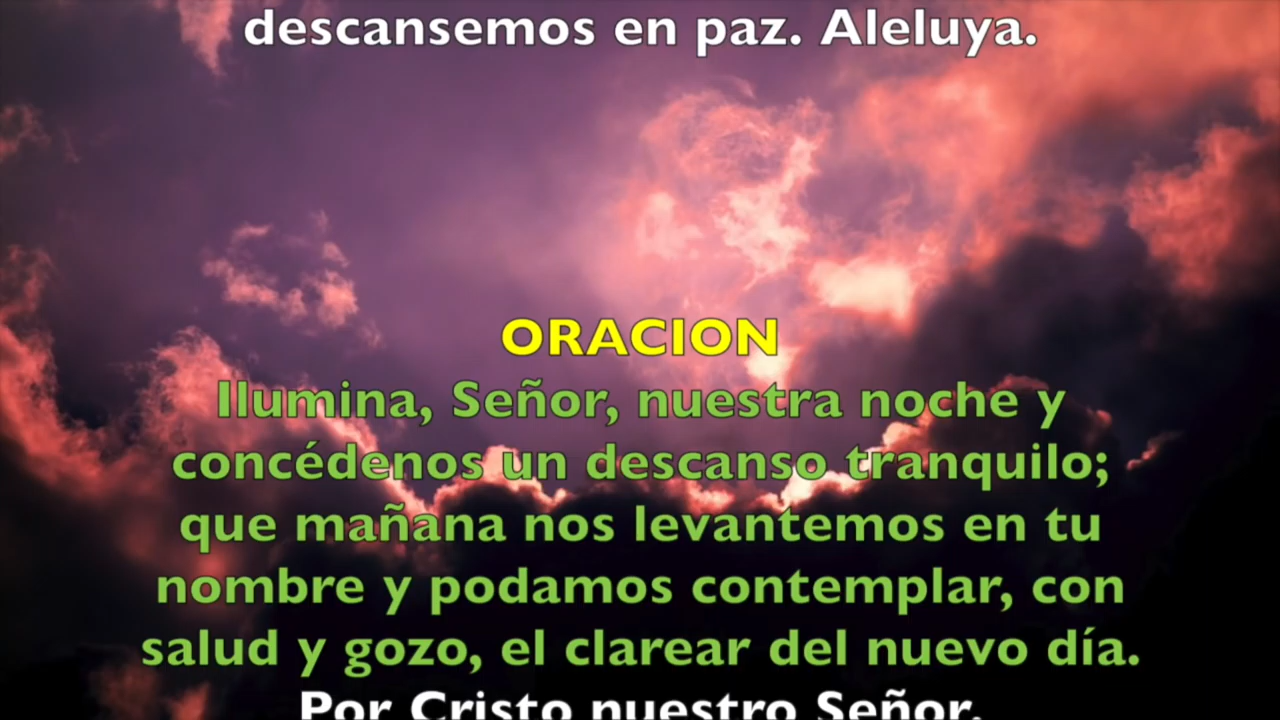 descansemos en paz. Aleluya.
ORACION
Ilumina, Señor, nuestra noche y
concédenos un descanso tranquilo;
que mañana nos levantemos en tu
nombre y podamos contemplar, con
salud y gozo, el clarear del nuevo día.
Por Cristo nuestro Señor.